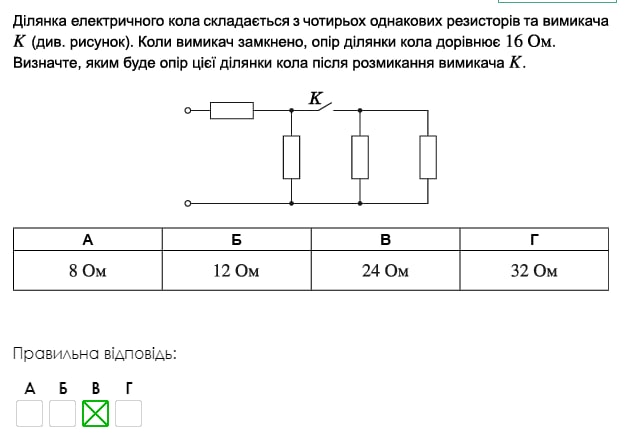 Ділянка електричного кола складається з чотирьох однакових резисторів та вимикача
K (див. рисунок). Коли вимикач замкнено, опір ділянки кола дорівнює 16 Ом.
Визначте, яким буде опір цієї ділянки кола після розмикання вимикача K.
K
А Б В Г
8 Ом 12 Ом 24 Ом 32 Ом
Правильна відповідь:
А Б В Г